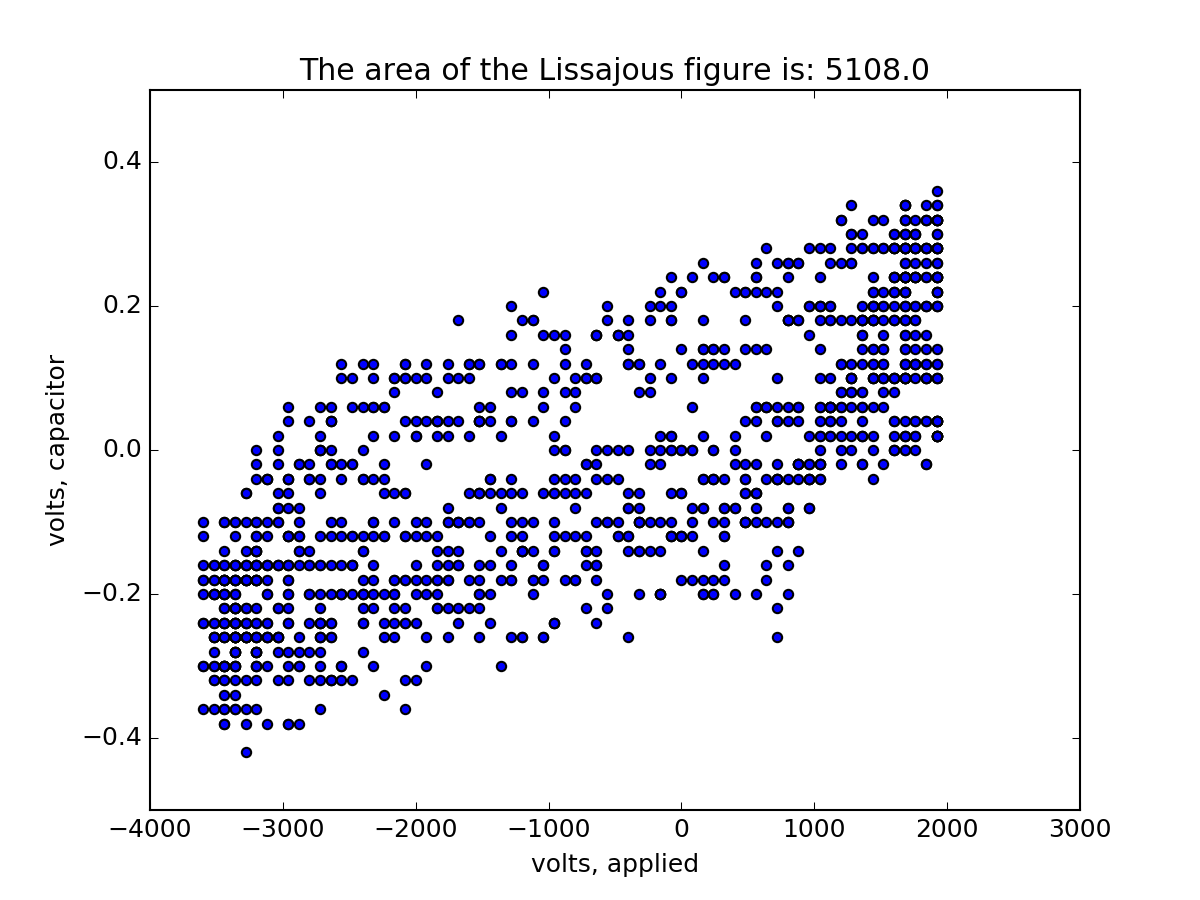 The area of the Lissajous figure is: 5108.0
0.4
0.2
0.0
−0.2
−0.4
volts, capacitor
−4000 −3000 −2000 −1000 0 1000 2000 3000
volts, applied